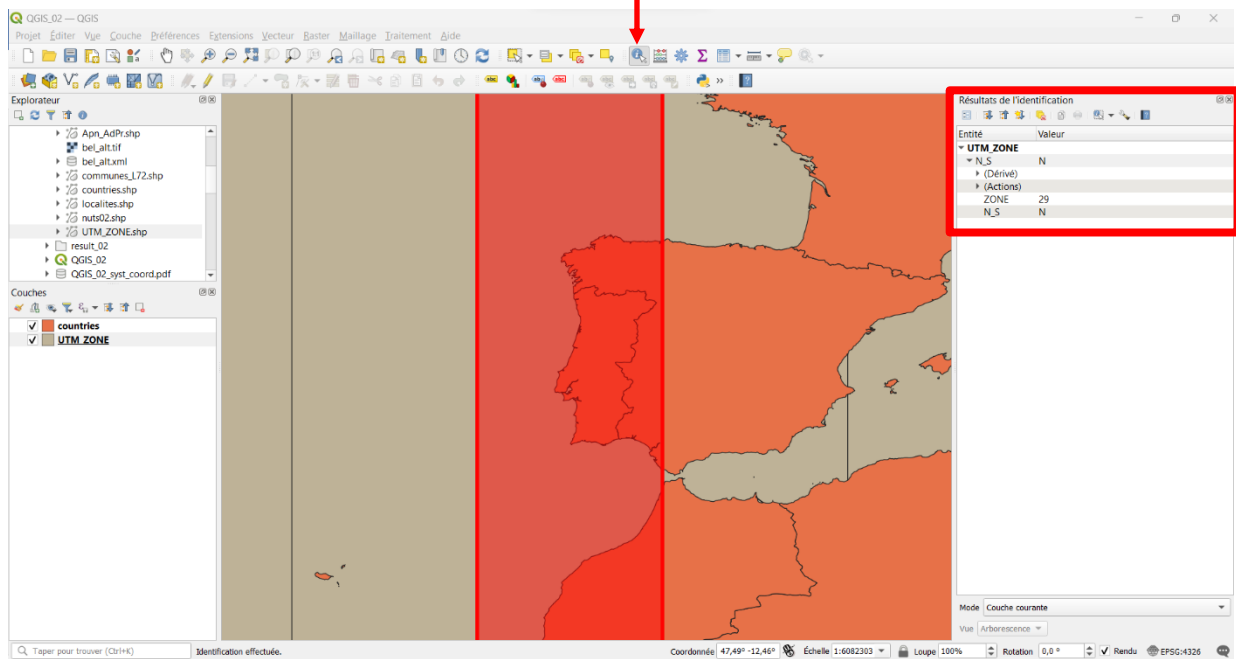 QGIS_02 — QGIS
Projet Éditer Vue Couche Préférences Extensions Vecteur Raster Maillage Traitement Aide
Explorateur
Apn_AdPr.shp
bel_alt.tif
bel_alt.xml
communes_L72.shp
countries.shp
localites.shp
nuts02.shp
UTM_ZONE.shp
result_02
QGIS_02
QGIS_02_syst_coord.pdf
Couches
countries
UTM_ZONE
Résultats de l'identification
Entité Valeur
UTM_ZONE
N_S N
(Dérivé)
(Actions)
ZONE 29
N_S N
Mode Couche courante
Vue Arborescence
Taper pour trouver (Ctrl+K) Identification effectuée. Coordonnée 47,49° -12,46° Échelle 1:6082303 Loupe 100% Rotation 0,0 ° Rendu EPSG:4326